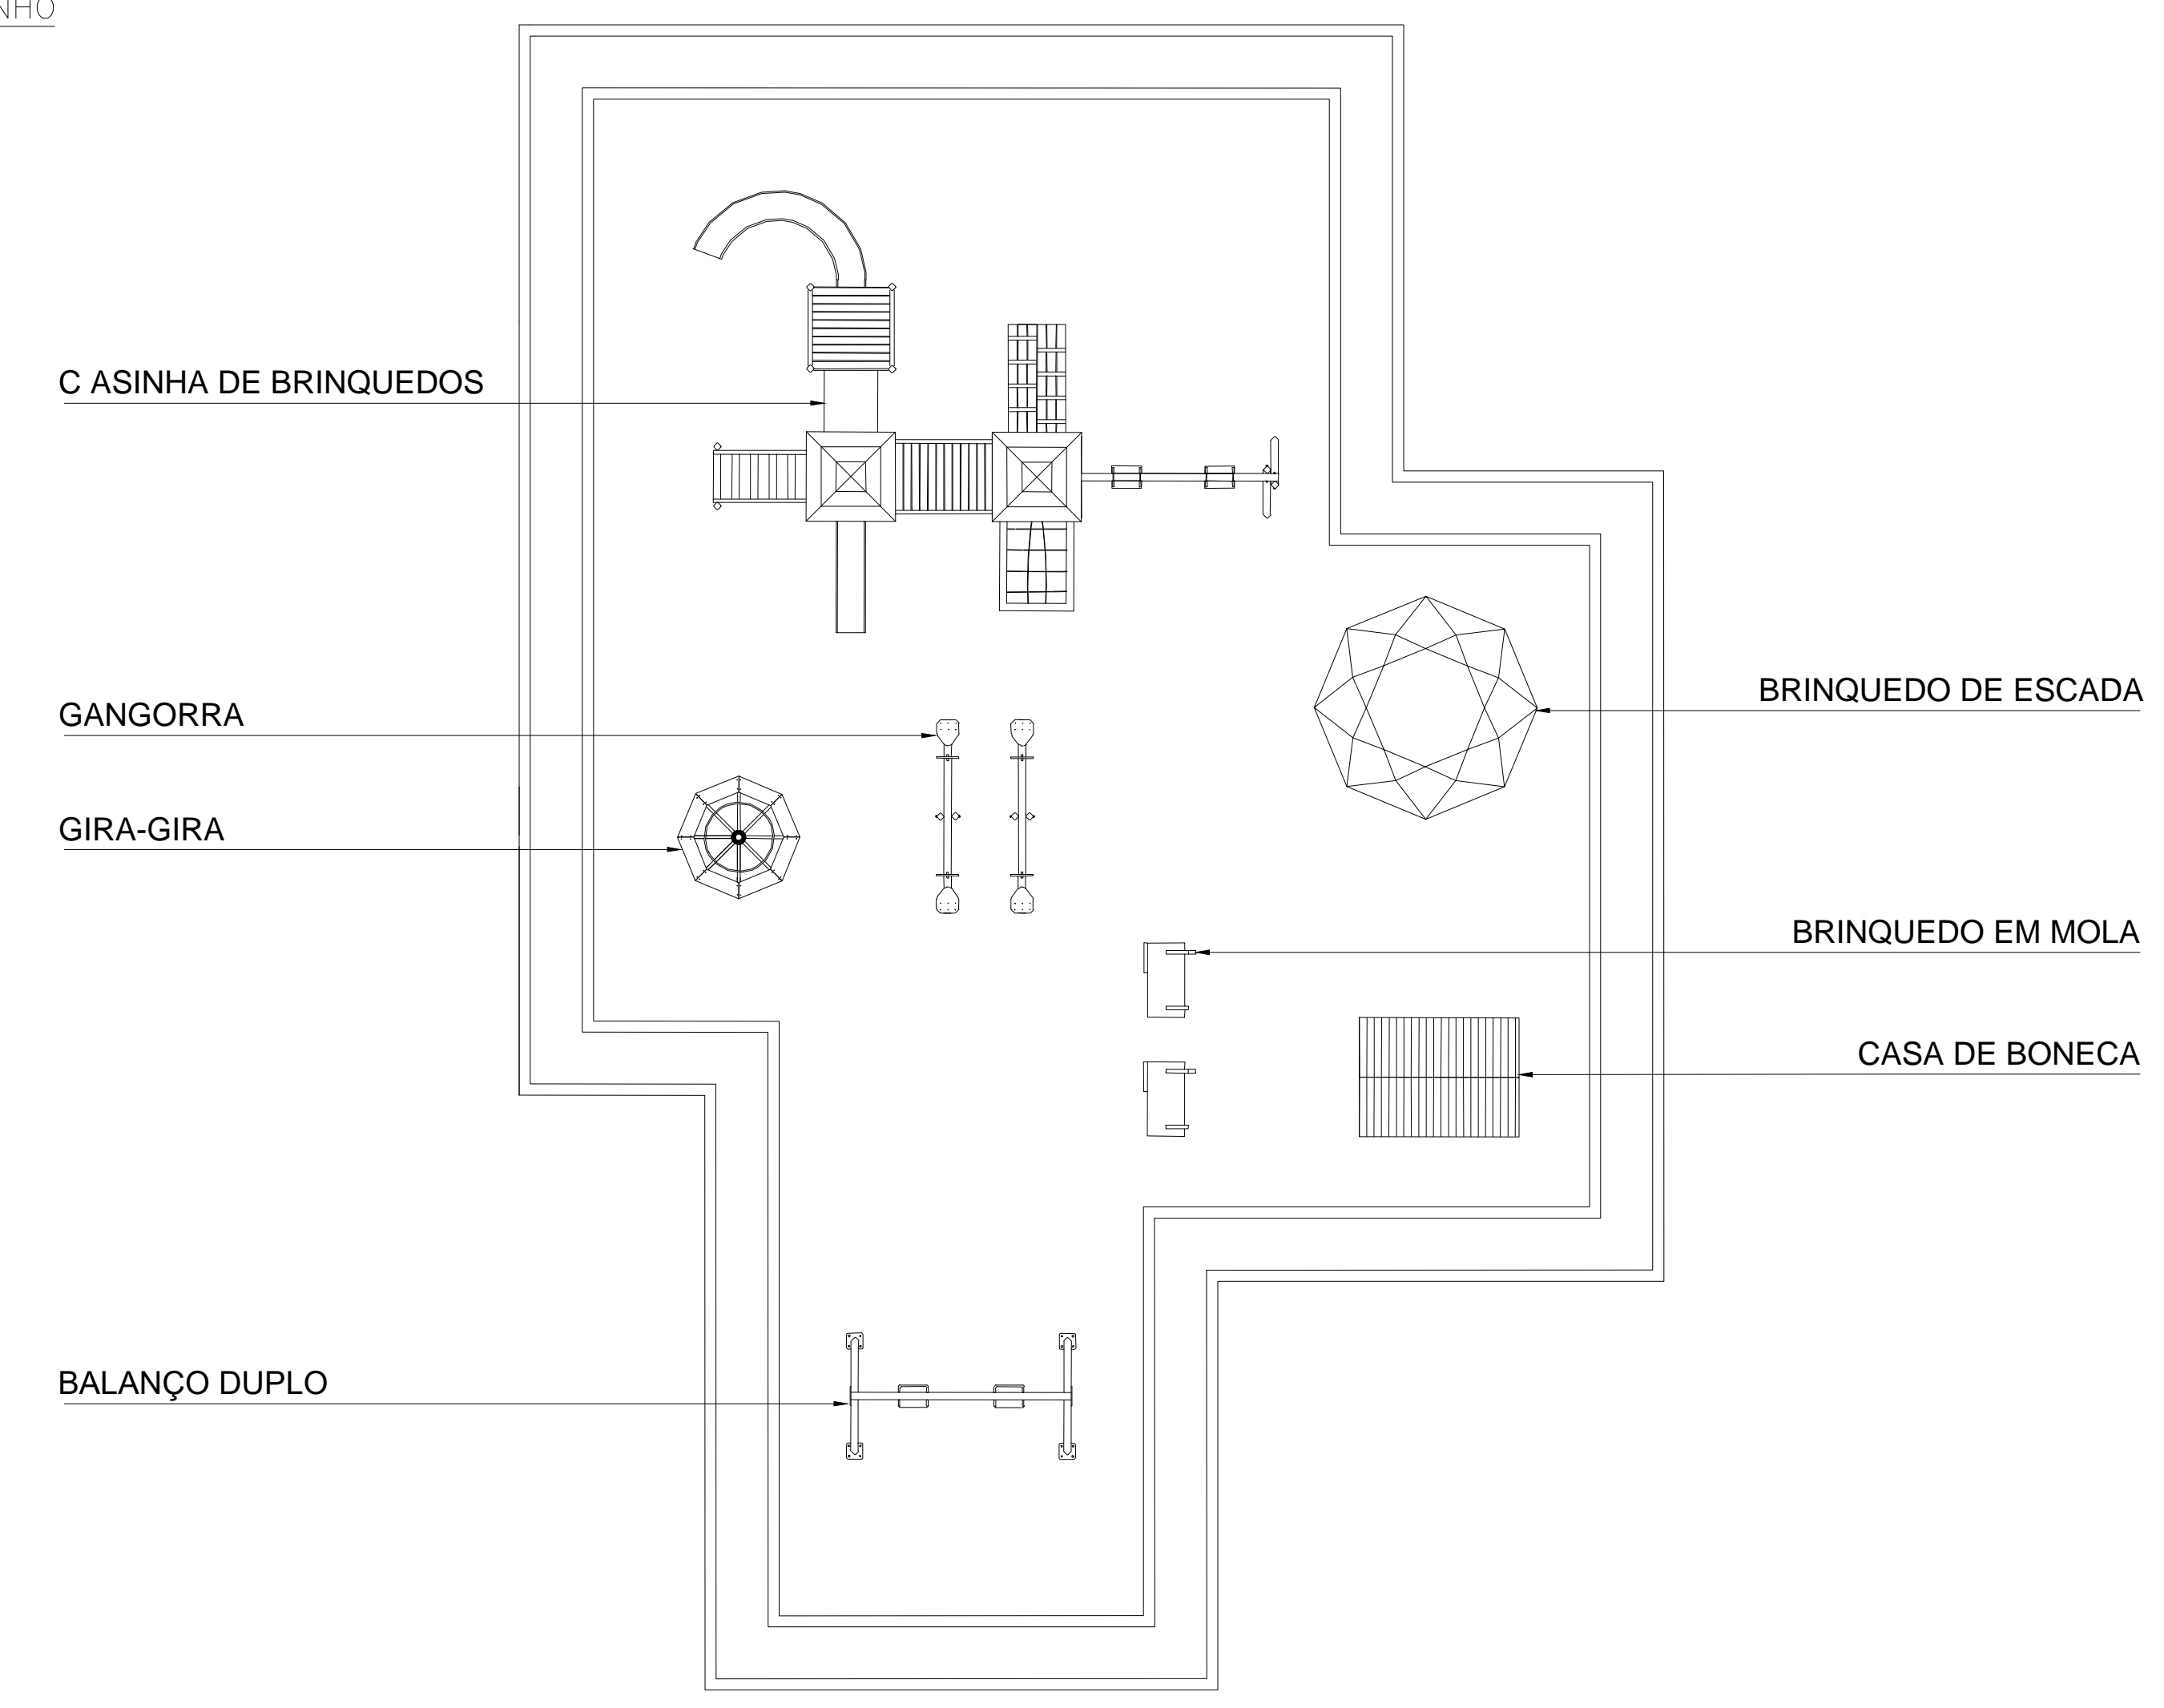 C ASINHA DE BRINQUEDOS
GANGORRA
BRINQUEDO DE ESCADA
GIRA-GIRA
BRINQUEDO EM MOLA
CASA DE BONECA
BALANÇO DUPLO